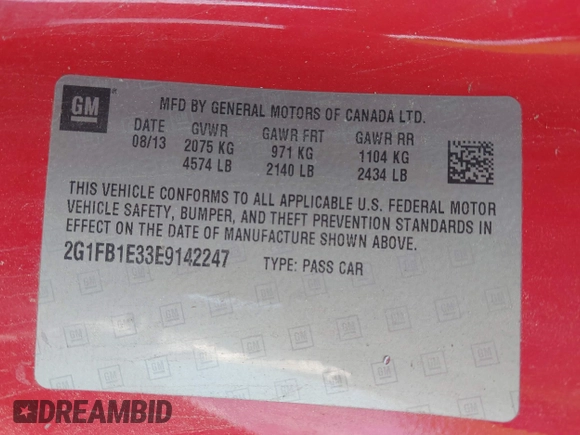 GM
MFD BY GENERAL MOTORS OF CANADA LTD.
DATE GVWR GAWR FRT GAWR RR
08/13 2075 KG 971 KG 1104 KG
4574 LB 2140 LB 2434 LB
THIS VEHICLE CONFORMS TO ALL APPLICABLE U.S. FEDERAL MOTOR
VEHICLE SAFETY, BUMPER, AND THEFT PREVENTION STANDARDS IN
EFFECT ON THE DATE OF MANUFACTURE SHOWN ABOVE.
2G1FB1E33E9142247 TYPE: PASS CAR
DREAMBID